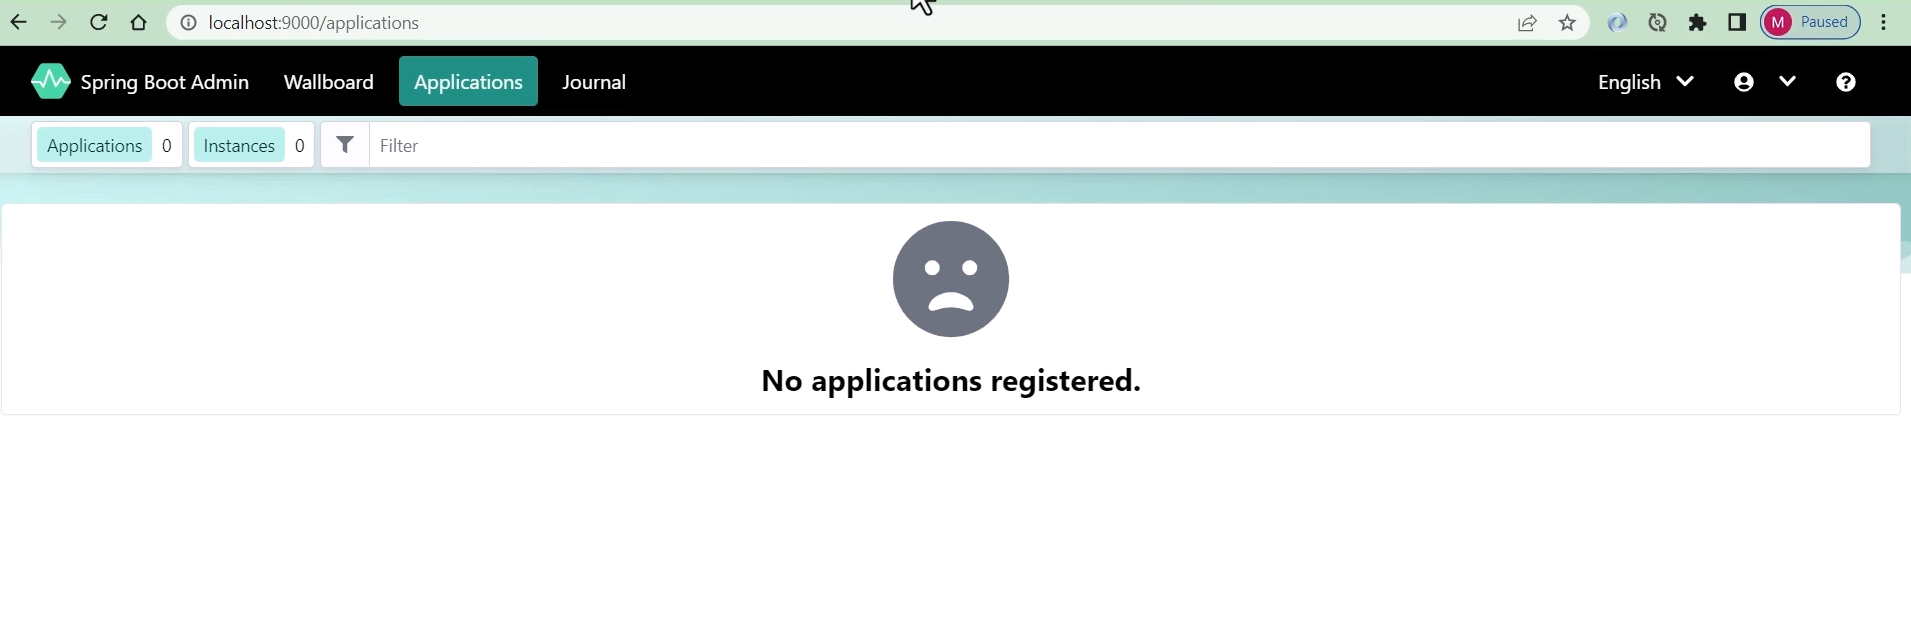 localhost:9000/applications
M Paused
Spring Boot Admin Wallboard Applications Journal English
Applications 0 Instances 0 Filter
No applications registered.